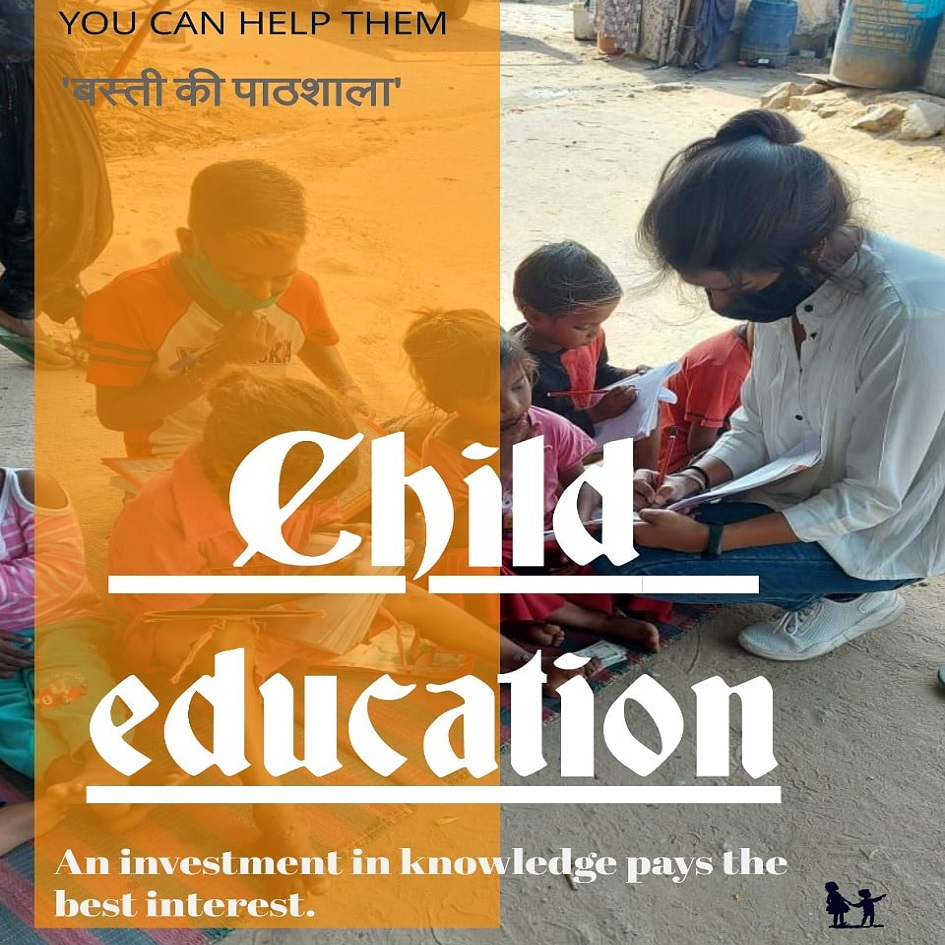 YOU CAN HELP THEM
'बस्ती की पाठशाला'
Child
education
An investment in knowledge pays the
best interest.